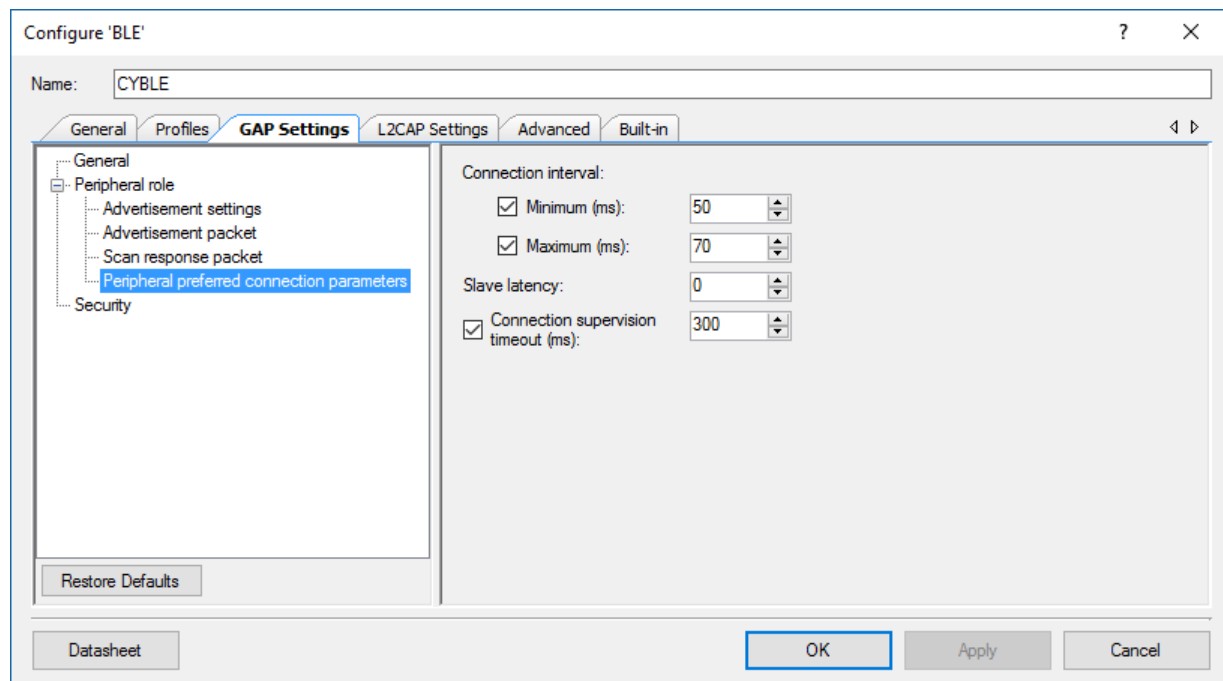 Configure 'BLE'
?
Name: CYBLE
General Profiles GAP Settings L2CAP Settings Advanced Built-in
General
Peripheral role
Advertisement settings
Advertisement packet
Scan response packet
Peripheral preferred connection parameters
Security
Restore Defaults
Connection interval:
Minimum (ms): 50
Maximum (ms): 70
Slave latency: 0
Connection supervision
timeout (ms): 300
Datasheet
OK
Apply
Cancel